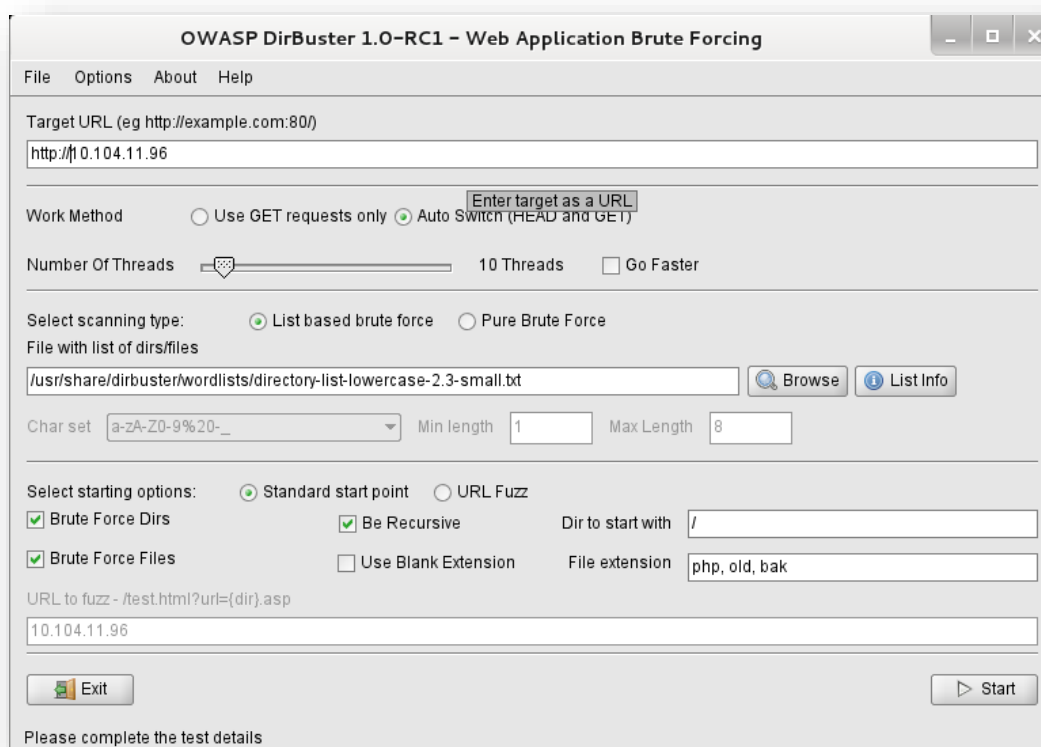 OWASP DirBuster 1.0-RC1 - Web Application Brute Forcing
File Options About Help
Target URL (eg http://example.com:80/)
http://10.104.11.96
Enter target as a URL
Work Method Use GET requests only Auto Switch (HEAD and GET)
Number Of Threads 10 Threads Go Faster
Select scanning type: List based brute force Pure Brute Force
File with list of dirs/files
/usr/share/dirbuster/wordlists/directory-list-lowercase-2.3-small.txt Browse List Info
Char set a-zA-Z0-9%20-_ Min length 1 Max Length 8
Select starting options: Standard start point URL Fuzz
Brute Force Dirs Be Recursive Dir to start with /
Brute Force Files Use Blank Extension File extension php, old, bak
URL to fuzz - /test.html?url={dir}.asp
10.104.11.96
Exit Start
Please complete the test details